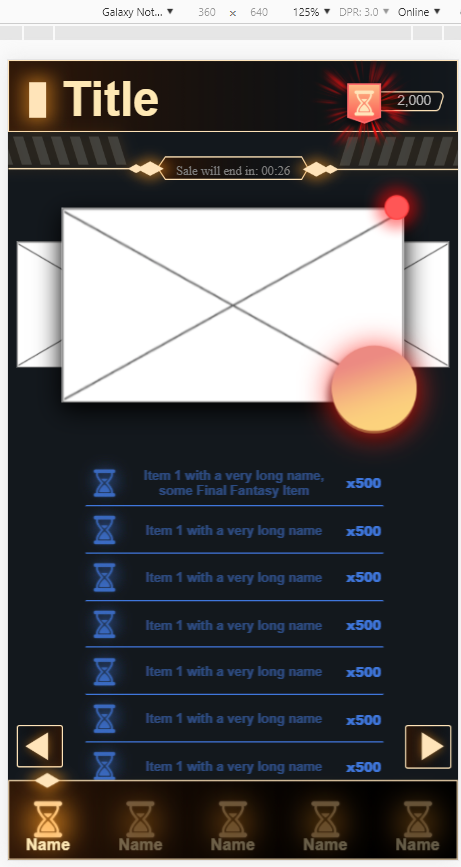 Galaxy Not... ▼ 360 × 640 125% ▼ DPR: 3.0 ▼ Online ▼
Title
2,000
Sale will end in: 00:26
Item 1 with a very long name,
some Final Fantasy Item
x500
Item 1 with a very long name x500
Item 1 with a very long name x500
Item 1 with a very long name x500
Item 1 with a very long name x500
Item 1 with a very long name x500
Item 1 with a very long name x500
Name Name Name Name Name